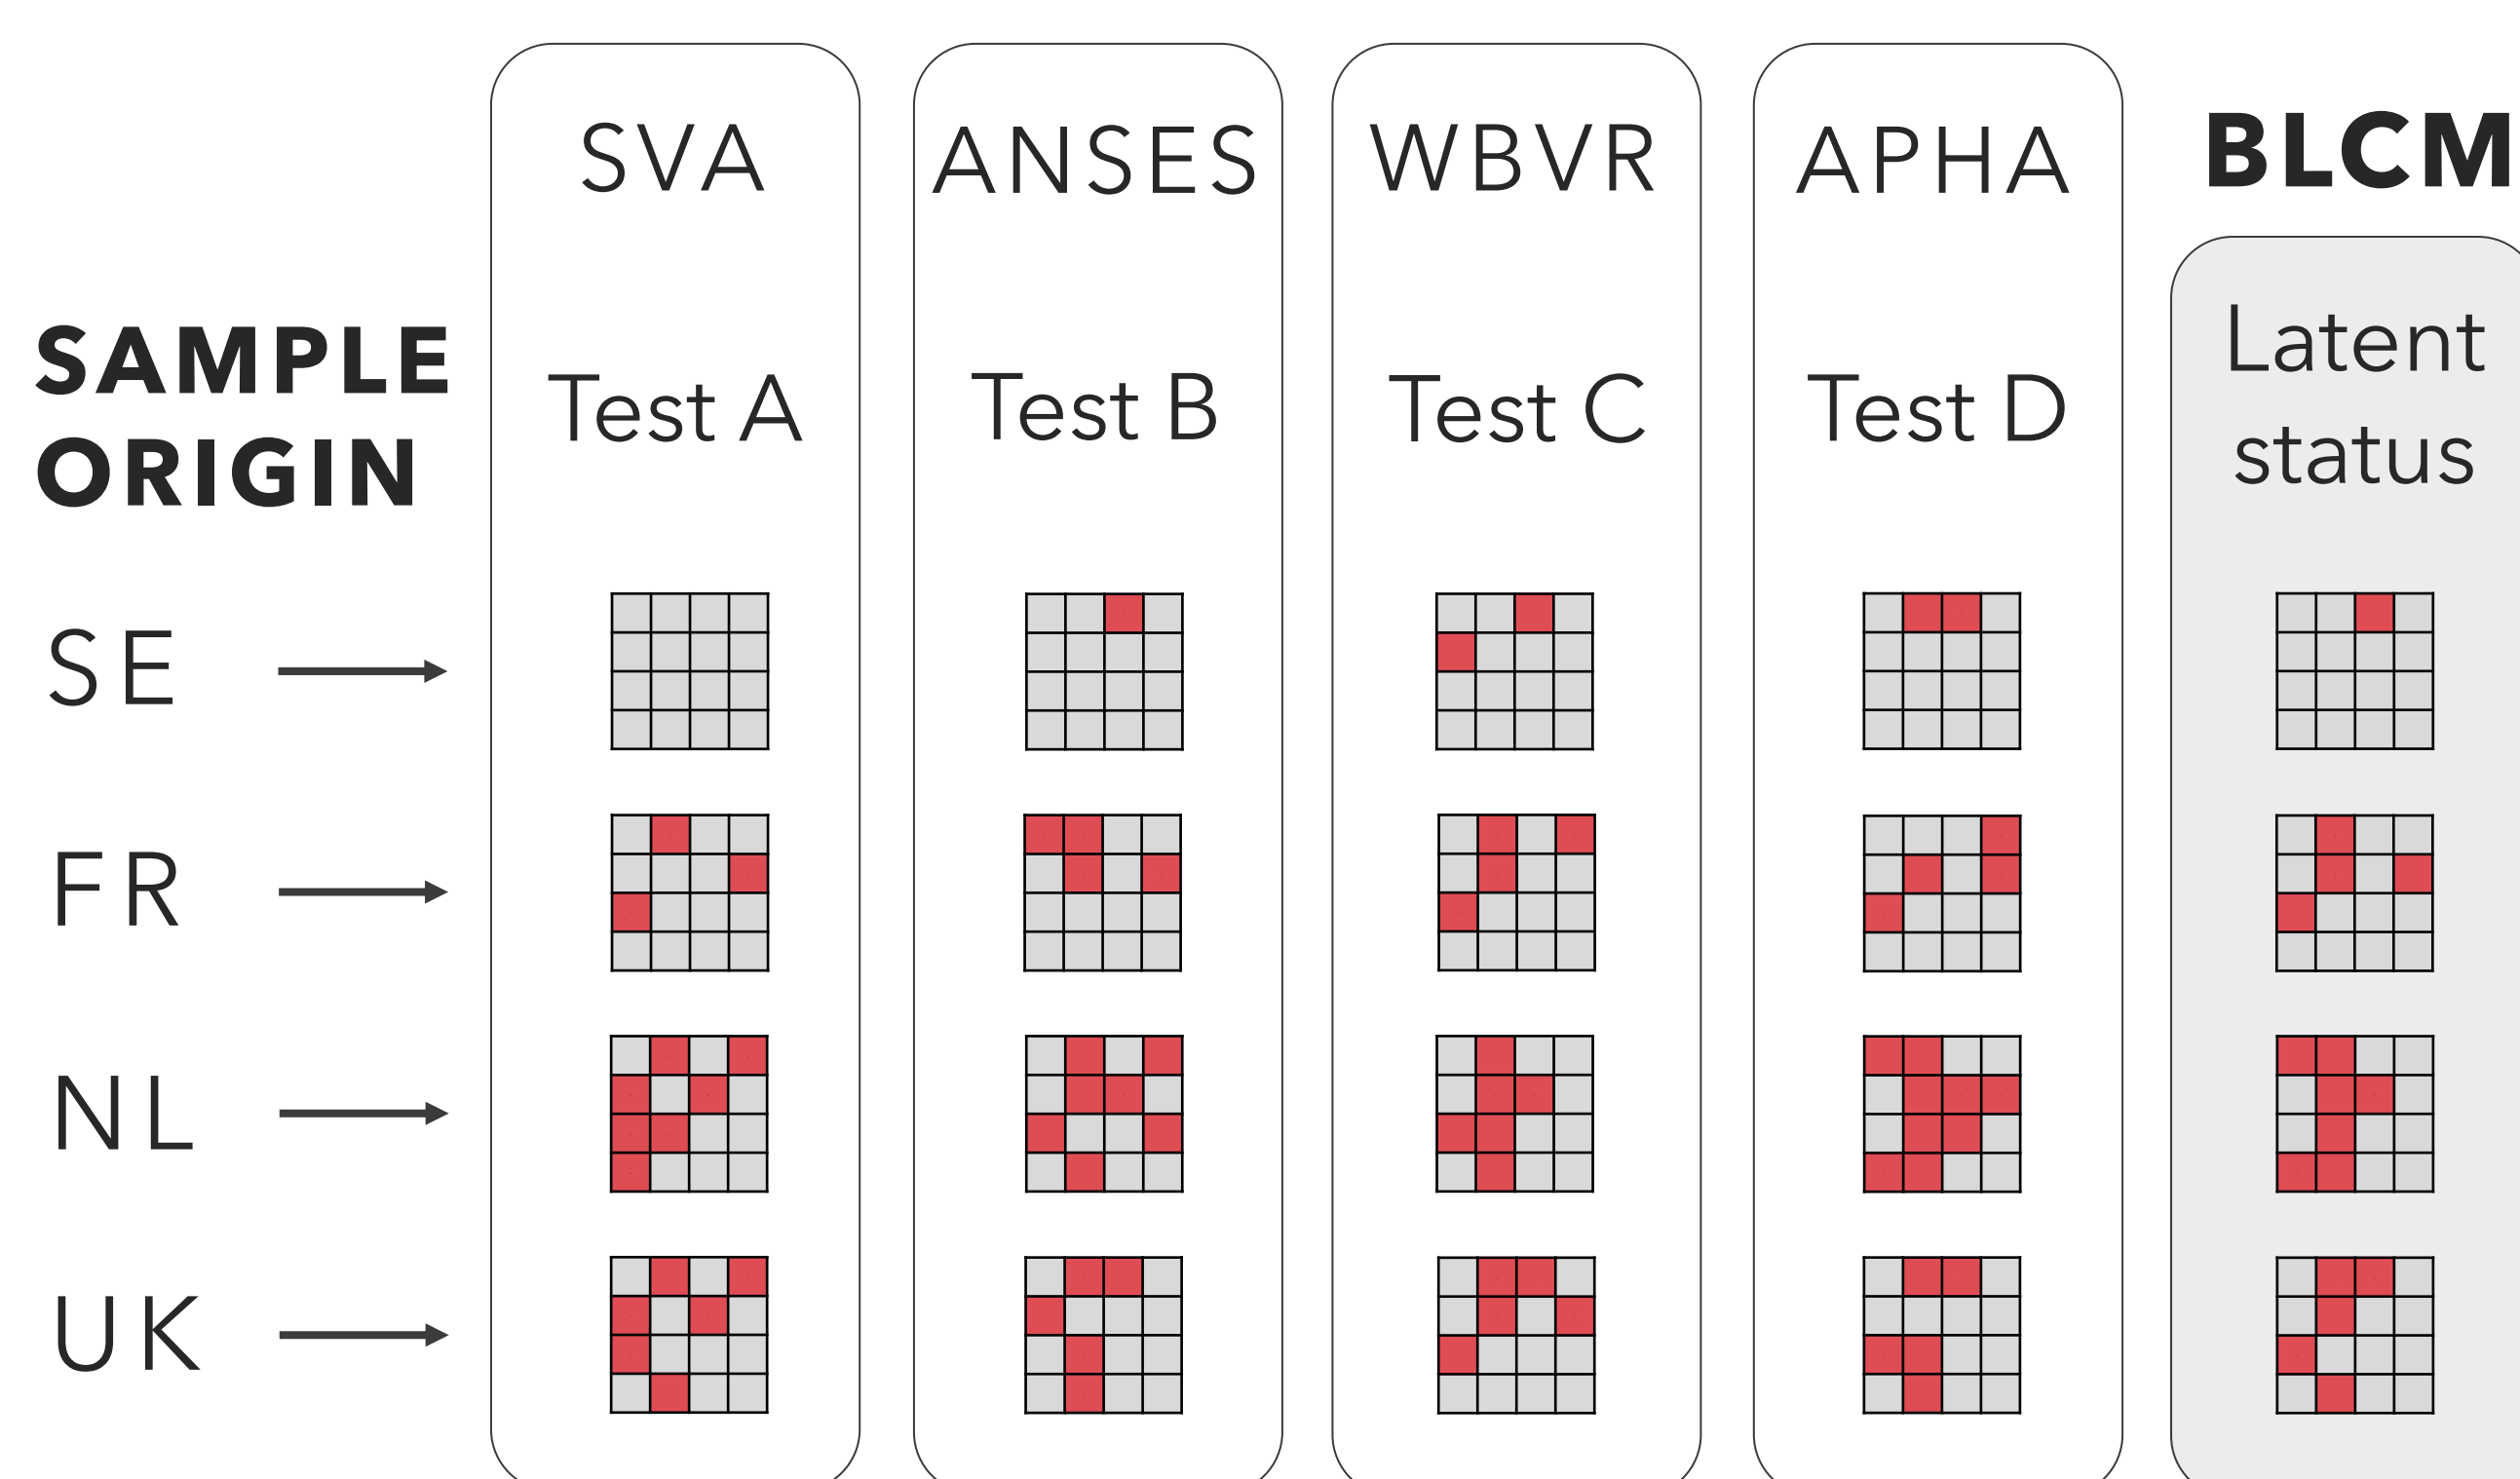 SVA
ANSES
WBVR
APHA
BLCM
SAMPLE
ORIGIN
Test A
Test B
Test C
Test D
Latent
status
SE
FR
NL
UK